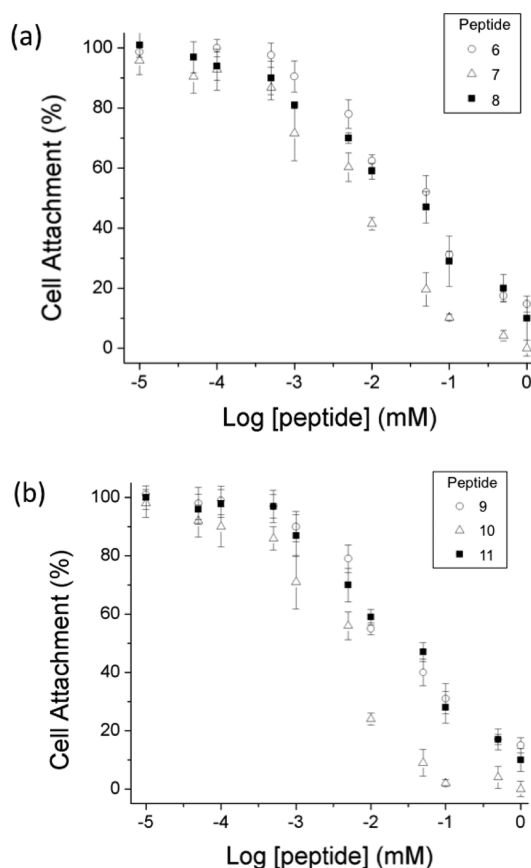 (a)
Peptide
6
7
8
100
80
60
40
20
0
Cell Attachment (%)
-5 -4 -3 -2 -1 0
Log [peptide] (mM)
(b)
Peptide
9
10
11
100
80
60
40
20
0
Cell Attachment (%)
-5 -4 -3 -2 -1 0
Log [peptide] (mM)